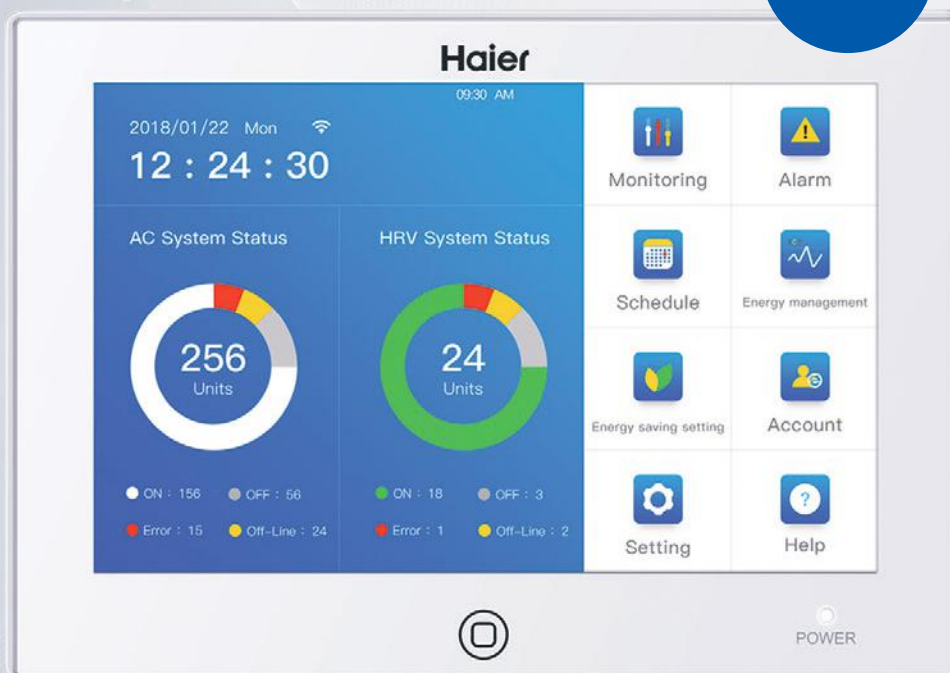 Haier
09:30 AM
2018/01/22 Mon
12 : 24 : 30
AC System Status
256
Units
ON : 156
OFF : 56
Error : 15
Off-Line : 24
HRV System Status
24
Units
ON : 18
OFF : 3
Error : 1
Off-Line : 2
Monitoring
Alarm
Schedule
Energy management
Energy saving setting
Account
Setting
Help
POWER